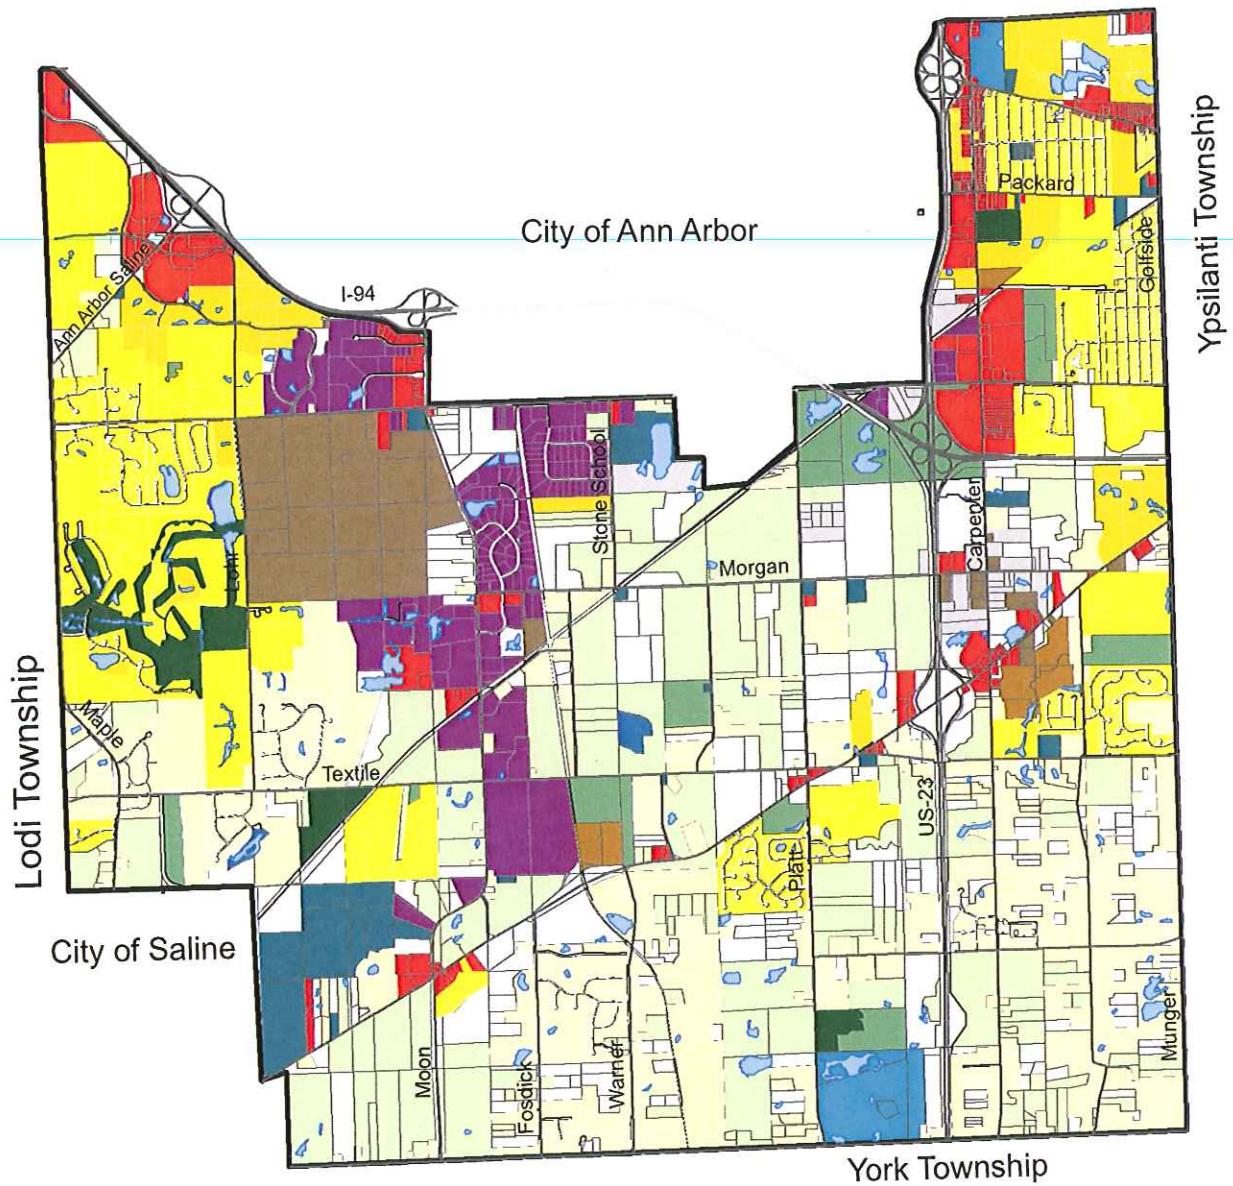 Packard
Ypsilanti Township
City of Ann Arbor
Golfside
Ann Arbor Saline
I-94
Stone School
Carpenter
Lohr
Morgan
Lodi Township
Maple
Textile
US-23
Platt
City of Saline
Munger
Moon
Fosdick
Warner
York Township